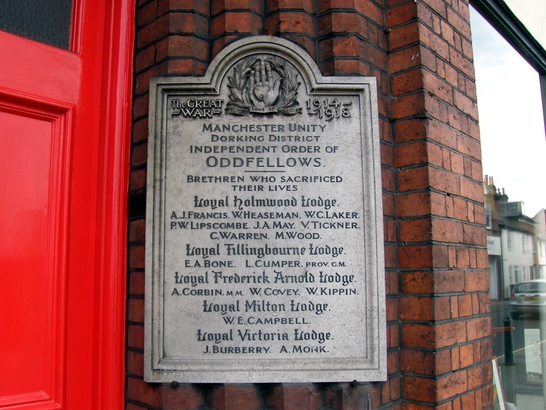 THE GREAT WAR 1914-1918
MANCHESTER UNITY
DORKING DISTRICT
INDEPENDENT ORDER OF
ODDFELLOWS.
BRETHREN WHO SACRIFICED
THEIR LIVES
Loyal Holmwood Lodge.
A.J.FRANCIS. W.HEASEMAN. W.C.LAKER.
P.W.LIPSCOMBE. J.A.MAY. V.TICKNER.
C.WARREN. M.WOOD.
Loyal Tillingbourne Lodge.
E.A.BONE. L.CUMPER. PROV. G.M.
Loyal Frederick Arnold Lodge.
A.CORBIN. M.M. W.COVEY. W.KIPPIN.
Loyal Milton Lodge.
W.E.CAMPBELL.
Loyal Victoria Lodge.
J.BURBERRY. A.MONK.